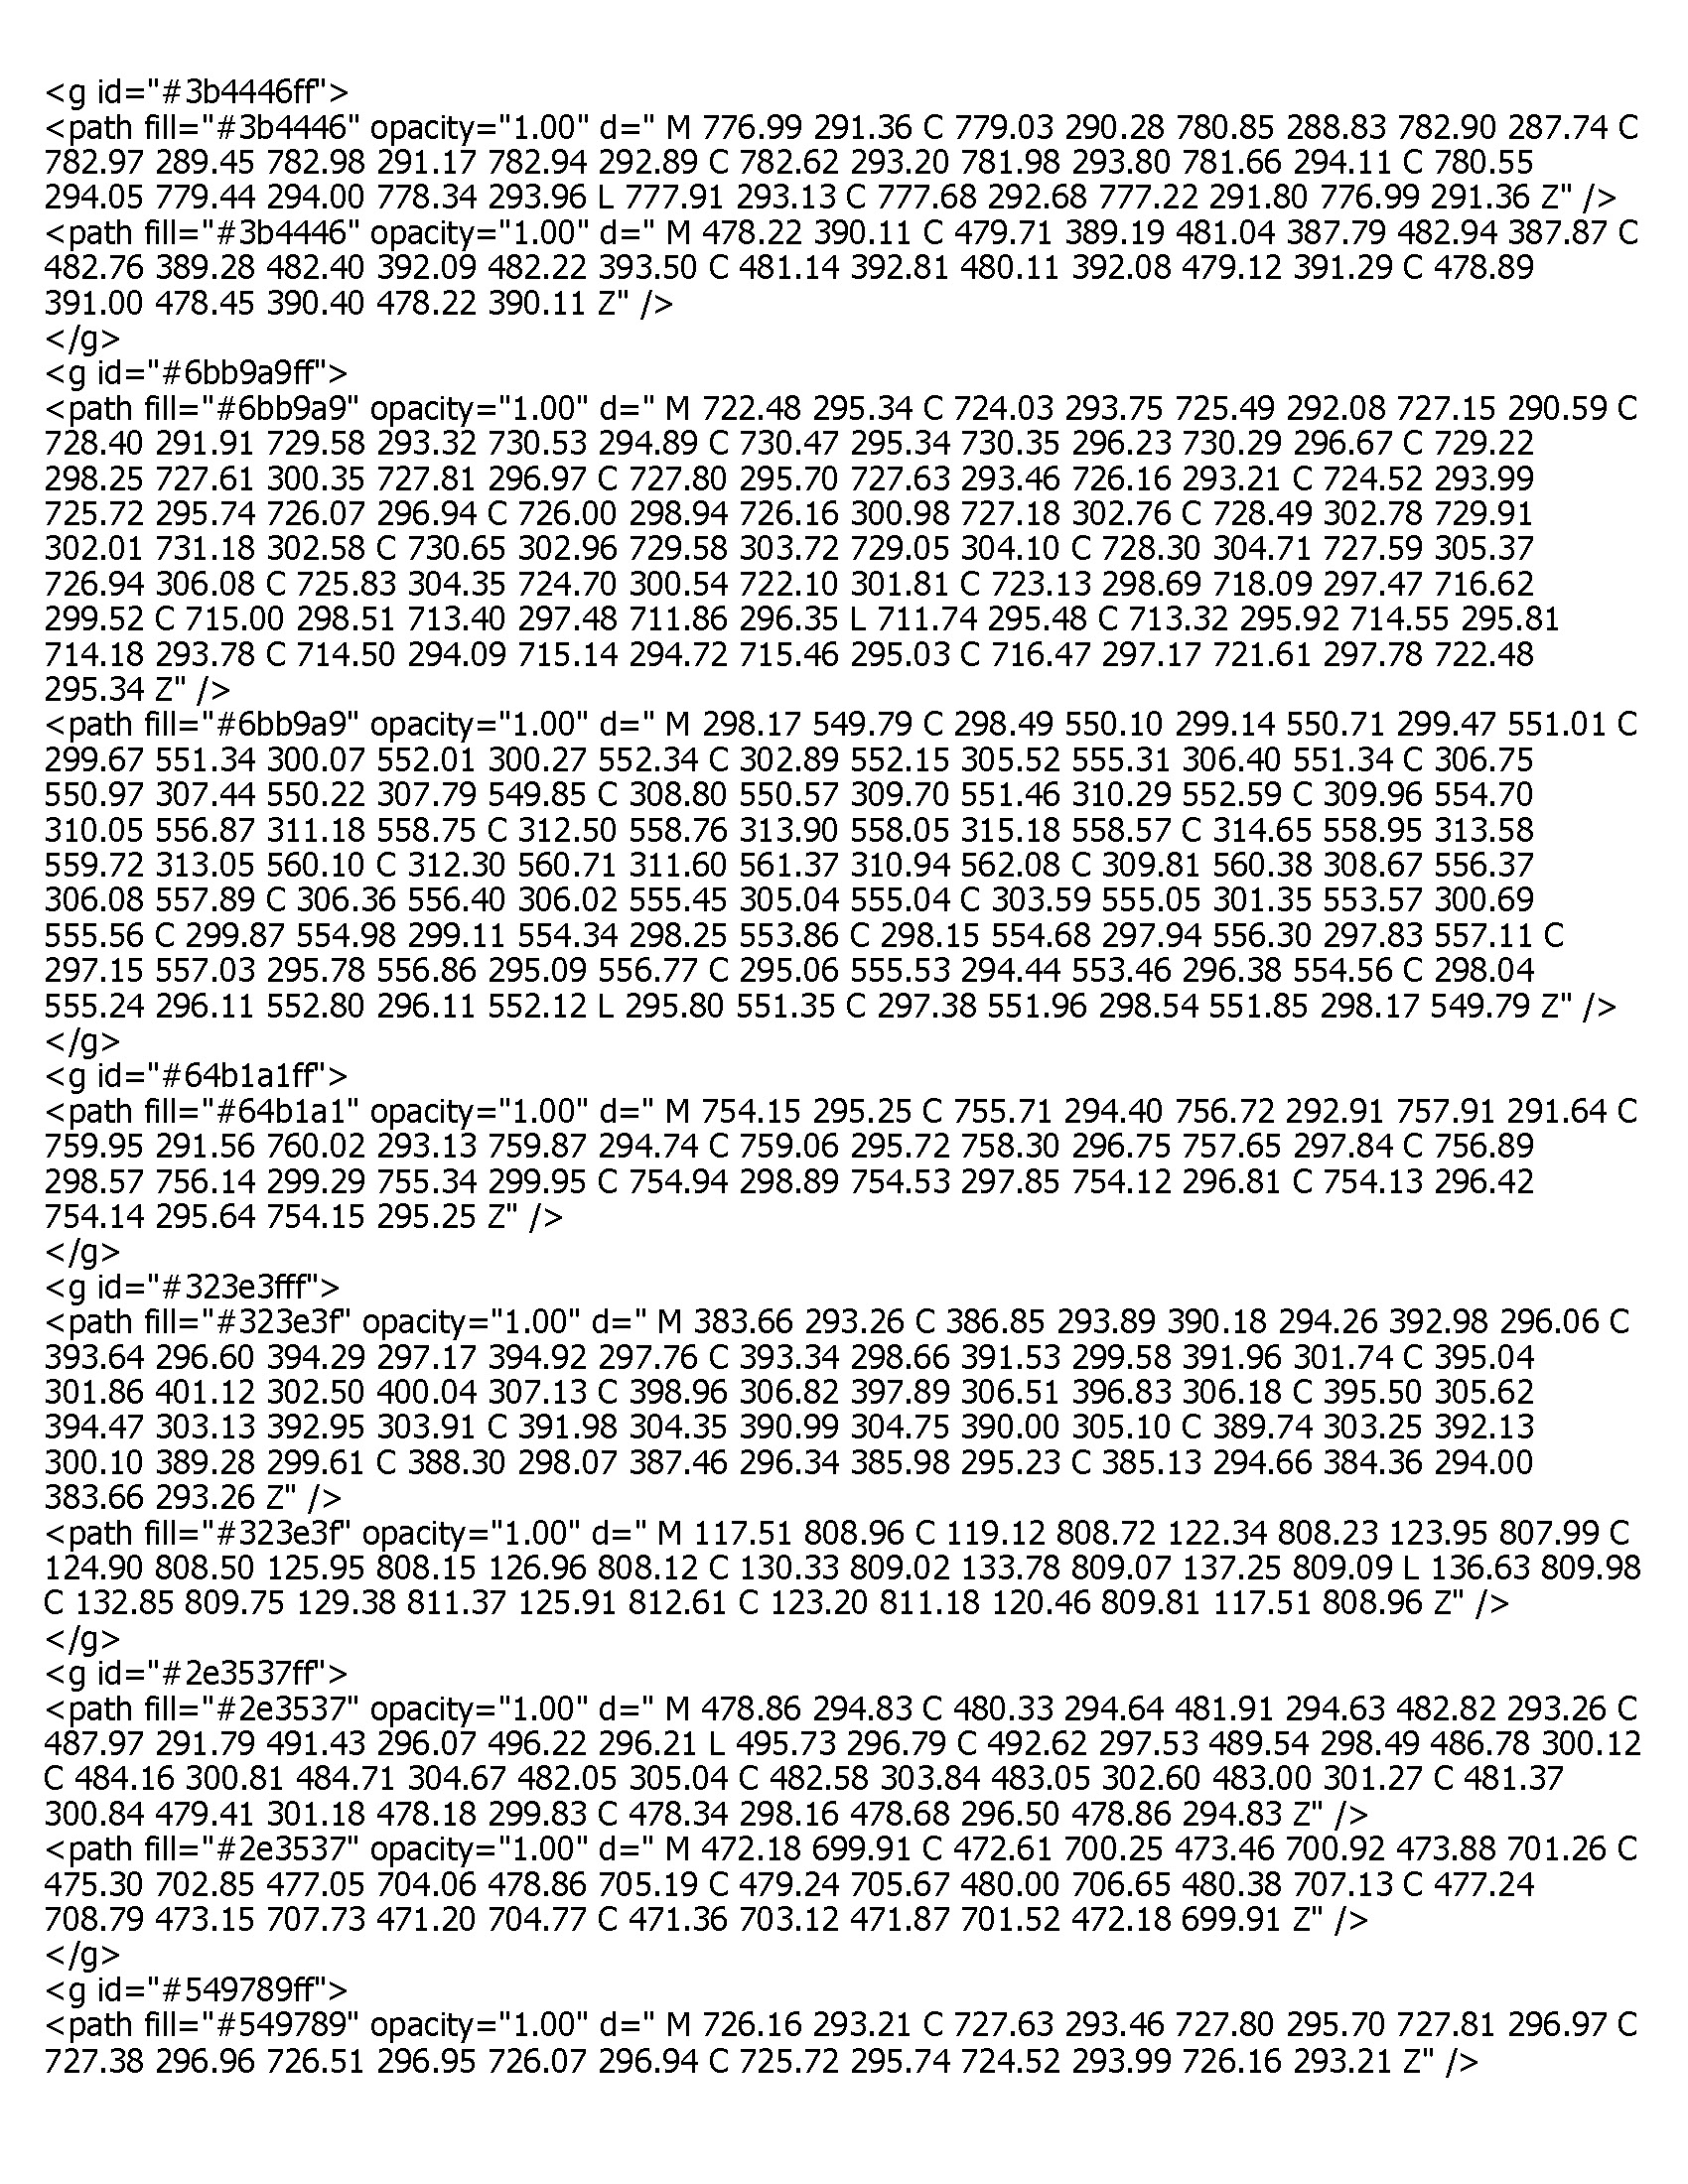 <g id="#3b4446ff">
<path fill="#3b4446" opacity="1.00" d=" M 776.99 291.36 C 779.03 290.28 780.85 288.83 782.90 287.74 C
782.97 289.45 782.98 291.17 782.94 292.89 C 782.62 293.20 781.98 293.80 781.66 294.11 C 780.55
294.05 779.44 294.00 778.34 293.96 L 777.91 293.13 C 777.68 292.68 777.22 291.80 776.99 291.36 Z" />
<path fill="#3b4446" opacity="1.00" d=" M 478.22 390.11 C 479.71 389.19 481.04 387.79 482.94 387.87 C
482.76 389.28 482.40 392.09 482.22 393.50 C 481.14 392.81 480.11 392.08 479.12 391.29 C 478.89
391.00 478.45 390.40 478.22 390.11 Z" />
</g>
<g id="#6bb9a9ff">
<path fill="#6bb9a9" opacity="1.00" d=" M 722.48 295.34 C 724.03 293.75 725.49 292.08 727.15 290.59 C
728.40 291.91 729.58 293.32 730.53 294.89 C 730.47 295.34 730.35 296.23 730.29 296.67 C 729.22
298.25 727.61 300.35 727.81 296.97 C 727.80 295.70 727.63 293.46 726.16 293.21 C 724.52 293.99
725.72 295.74 726.07 296.94 C 726.00 298.94 726.16 300.98 727.18 302.76 C 728.49 302.78 729.91
302.01 731.18 302.58 C 730.65 302.96 729.58 303.72 729.05 304.10 C 728.30 304.71 727.59 305.37
726.94 306.08 C 725.83 304.35 724.70 300.54 722.10 301.81 C 723.13 298.69 718.09 297.47 716.62
299.52 C 715.00 298.51 713.40 297.48 711.86 296.35 L 711.74 295.48 C 713.32 295.92 714.55 295.81
714.18 293.78 C 714.50 294.09 715.14 294.72 715.46 295.03 C 716.47 297.17 721.61 297.78 722.48
295.34 Z" />
<path fill="#6bb9a9" opacity="1.00" d=" M 298.17 549.79 C 298.49 550.10 299.14 550.71 299.47 551.01 C
299.67 551.34 300.07 552.01 300.27 552.34 C 302.89 552.15 305.52 555.31 306.40 551.34 C 306.75
550.97 307.44 550.22 307.79 549.85 C 308.80 550.57 309.70 551.46 310.29 552.59 C 309.96 554.70
310.05 556.87 311.18 558.75 C 312.50 558.76 313.90 558.05 315.18 558.57 C 314.65 558.95 313.58
559.72 313.05 560.10 C 312.30 560.71 311.60 561.37 310.94 562.08 C 309.81 560.38 308.67 556.37
306.08 557.89 C 306.36 556.40 306.02 555.45 305.04 555.04 C 303.59 555.05 301.35 553.57 300.69
555.56 C 299.87 554.98 299.11 554.34 298.25 553.86 C 298.15 554.68 297.94 556.30 297.83 557.11 C
297.15 557.03 295.78 556.86 295.09 556.77 C 295.06 555.53 294.44 553.46 296.38 554.56 C 298.04
555.24 296.11 552.80 296.11 552.12 L 295.80 551.35 C 297.38 551.96 298.54 551.85 298.17 549.79 Z" />
</g>
<g id="#64b1a1ff">
<path fill="#64b1a1" opacity="1.00" d=" M 754.15 295.25 C 755.71 294.40 756.72 292.91 757.91 291.64 C
759.95 291.56 760.02 293.13 759.87 294.74 C 759.06 295.72 758.30 296.75 757.65 297.84 C 756.89
298.57 756.14 299.29 755.34 299.95 C 754.94 298.89 754.53 297.85 754.12 296.81 C 754.13 296.42
754.14 295.64 754.15 295.25 Z" />
</g>
<g id="#323e3fff">
<path fill="#323e3f" opacity="1.00" d=" M 383.66 293.26 C 386.85 293.89 390.18 294.26 392.98 296.06 C
393.64 296.60 394.29 297.17 394.92 297.76 C 393.34 298.66 391.53 299.58 391.96 301.74 C 395.04
301.86 401.12 302.50 400.04 307.13 C 398.96 306.82 397.89 306.51 396.83 306.18 C 395.50 305.62
394.47 303.13 392.95 303.91 C 391.98 304.35 390.99 304.75 390.00 305.10 C 389.74 303.25 392.13
300.10 389.28 299.61 C 388.30 298.07 387.46 296.34 385.98 295.23 C 385.13 294.66 384.36 294.00
383.66 293.26 Z" />
<path fill="#323e3f" opacity="1.00" d=" M 117.51 808.96 C 119.12 808.72 122.34 808.23 123.95 807.99 C
124.90 808.50 125.95 808.15 126.96 808.12 C 130.33 809.02 133.78 809.07 137.25 809.09 L 136.63 809.98
C 132.85 809.75 129.38 811.37 125.91 812.61 C 123.20 811.18 120.46 809.81 117.51 808.96 Z" />
</g>
<g id="#2e3537ff">
<path fill="#2e3537" opacity="1.00" d=" M 478.86 294.83 C 480.33 294.64 481.91 294.63 482.82 293.26 C
487.97 291.79 491.43 296.07 496.22 296.21 L 495.73 296.79 C 492.62 297.53 489.54 298.49 486.78 300.12
C 484.16 300.81 484.71 304.67 482.05 305.04 C 482.58 303.84 483.05 302.60 483.00 301.27 C 481.37
300.84 479.41 301.18 478.18 299.83 C 478.34 298.16 478.68 296.50 478.86 294.83 Z" />
<path fill="#2e3537" opacity="1.00" d=" M 472.18 699.91 C 472.61 700.25 473.46 700.92 473.88 701.26 C
475.30 702.85 477.05 704.06 478.86 705.19 C 479.24 705.67 480.00 706.65 480.38 707.13 C 477.24
708.79 473.15 707.73 471.20 704.77 C 471.36 703.12 471.87 701.52 472.18 699.91 Z" />
</g>
<g id="#549789ff">
<path fill="#549789" opacity="1.00" d=" M 726.16 293.21 C 727.63 293.46 727.80 295.70 727.81 296.97 C
727.38 296.96 726.51 296.95 726.07 296.94 C 725.72 295.74 724.52 293.99 726.16 293.21 Z" />